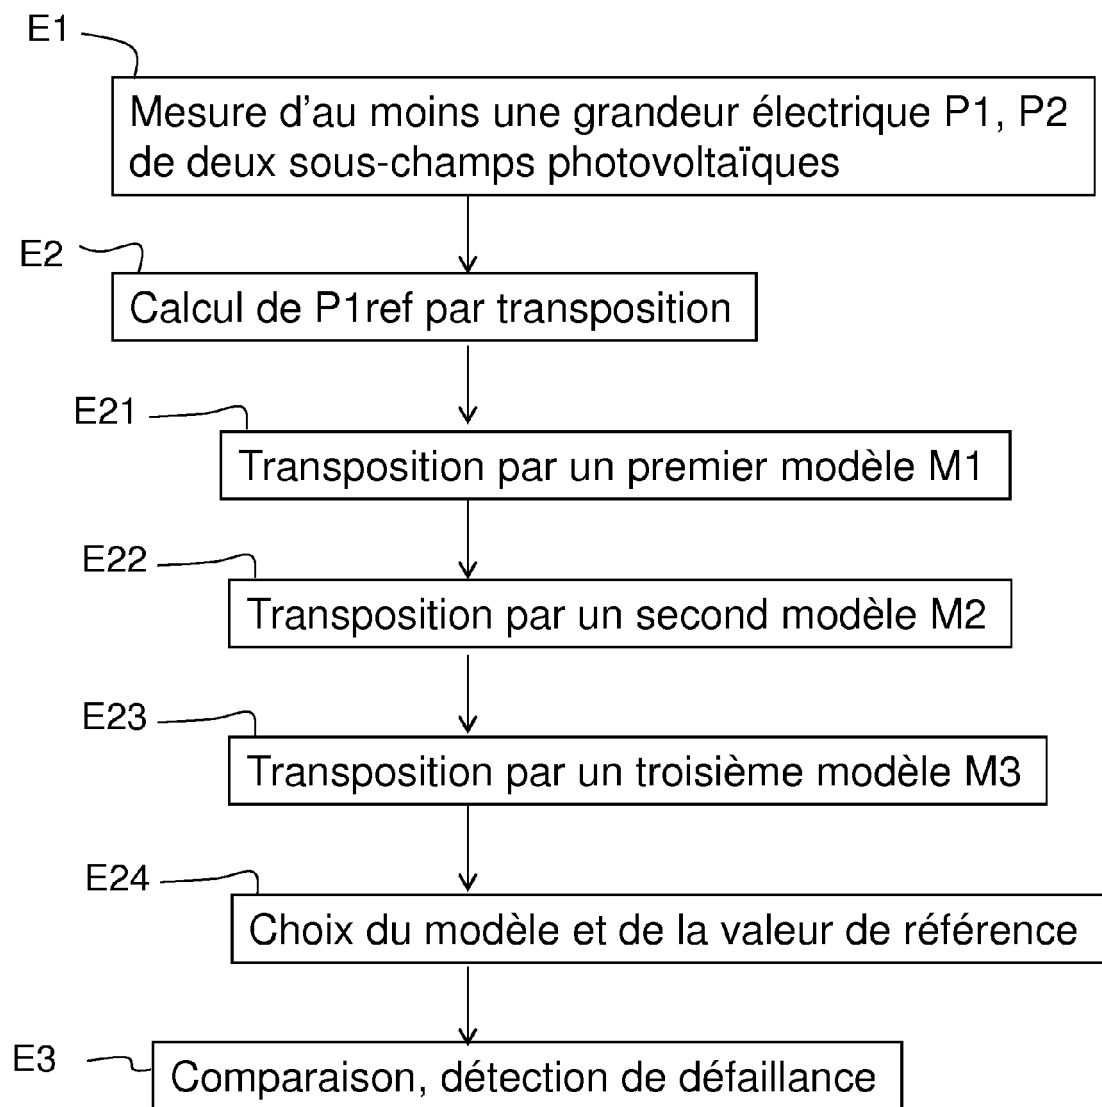 E1
Mesure d'au moins une grandeur électrique P1, P2
de deux sous-champs photovoltaïques
E2
Calcul de P1ref par transposition
E21
Transposition par un premier modèle M1
E22
Transposition par un second modèle M2
E23
Transposition par un troisième modèle M3
E24
Choix du modèle et de la valeur de référence
E3
Comparaison, détection de défaillance